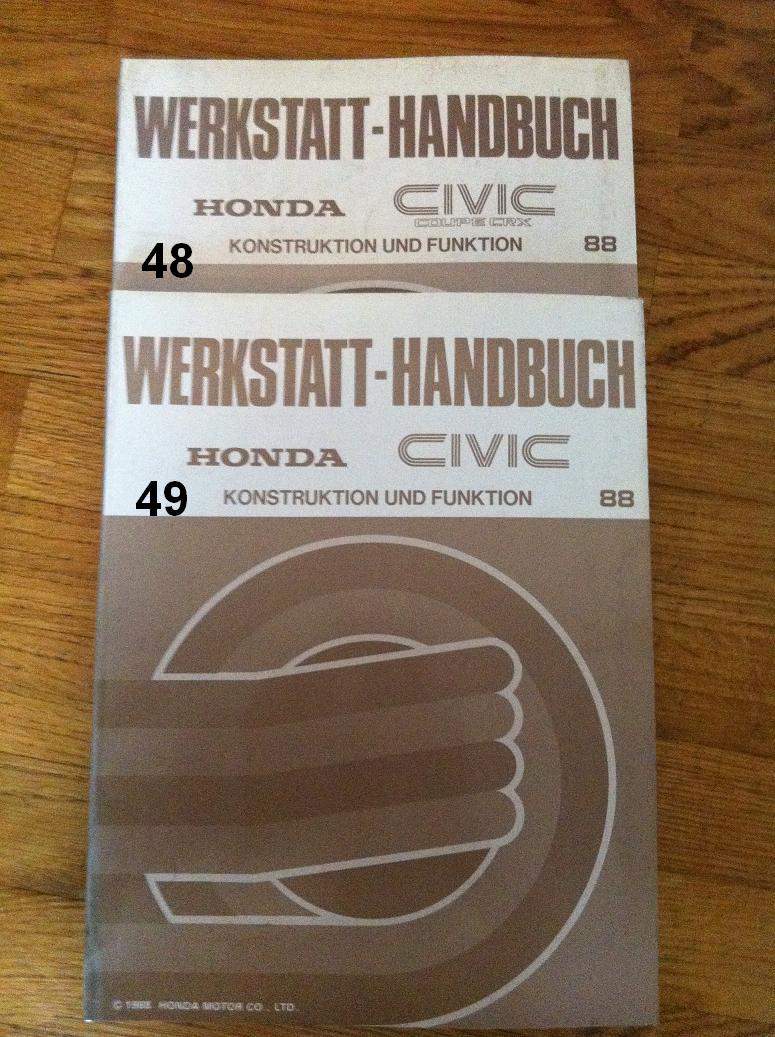 WERKSTATT-HANDBUCH
HONDA CIVIC
COUPE CRX
48 KONSTRUKTION UND FUNKTION 88
WERKSTATT-HANDBUCH
HONDA CIVIC
49 KONSTRUKTION UND FUNKTION 88
© HONDA MOTOR CO., LTD.